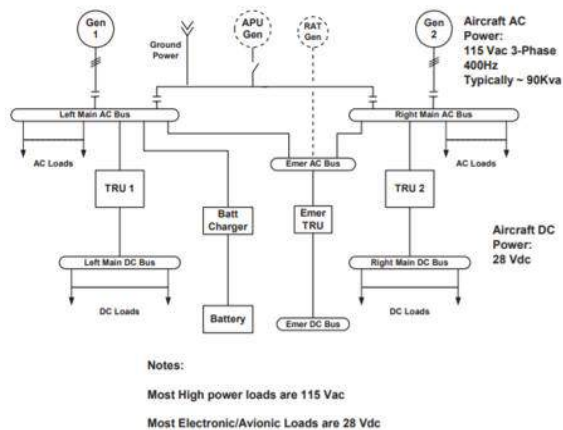 Gen
1
Ground
Power
APU
Gen
RAT
Gen
Gen
2
Aircraft AC
Power:
115 Vac 3-Phase
400Hz
Typically ~ 90Kva
Left Main AC Bus
Right Main AC Bus
AC Loads
Emer AC Bus
AC Loads
TRU 1
Batt
Charger
Emer
TRU
TRU 2
Aircraft DC
Power:
28 Vdc
Left Main DC Bus
Right Main DC Bus
DC Loads
Battery
Emer DC Bus
DC Loads
Notes:
Most High power loads are 115 Vac
Most Electronic/Avionic Loads are 28 Vdc